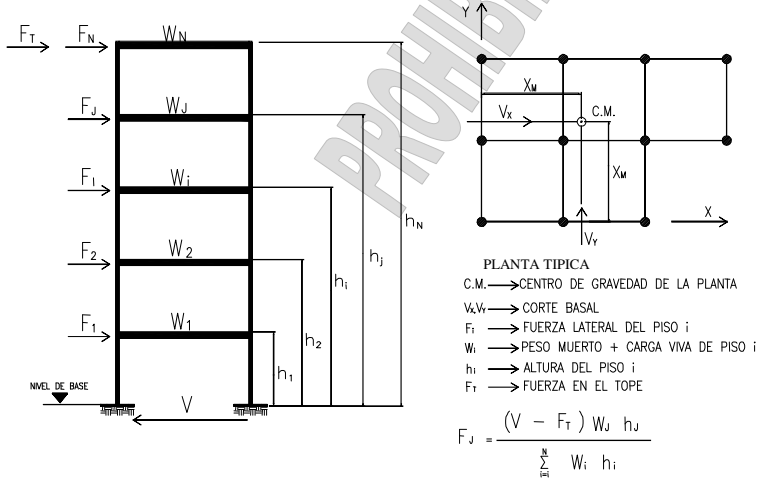 F_T F_N W_N
F_J W_J
F_I W_i
F_2 W_2
F_1 W_1
h_N
h_j
h_i
h_2
h_1
NIVEL DE BASE
V
PROHIBI
Y
X_M
V_X C.M.
X_M
X
V_Y
PLANTA TIPICA
C.M. → CENTRO DE GRAVEDAD DE LA PLANTA
V_X,V_Y → CORTE BASAL
F_i → FUERZA LATERAL DEL PISO i
W_i → PESO MUERTO + CARGA VIVA DE PISO i
h_i → ALTURA DEL PISO i
F_T → FUERZA EN EL TOPE
F_J = (V - F_T) W_J h_J
N
Σ W_i h_i
i=i